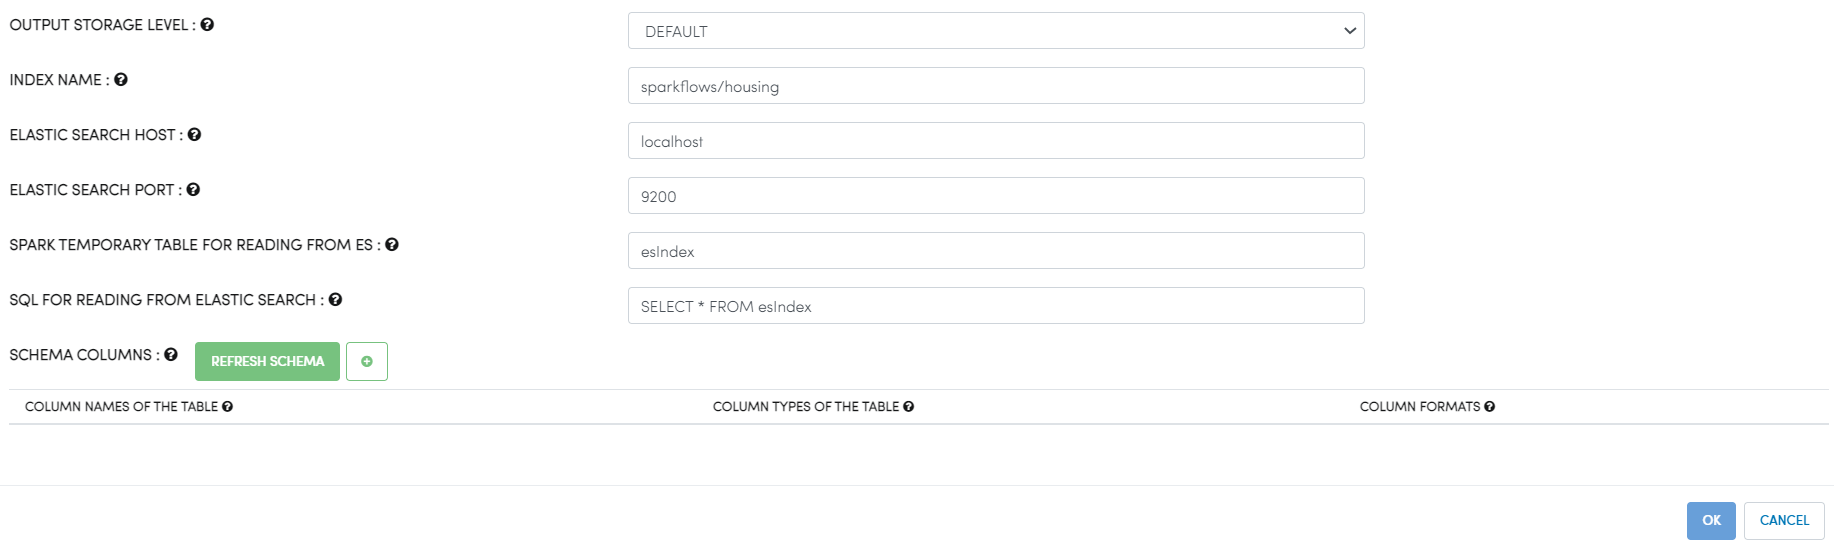 OUTPUT STORAGE LEVEL :
DEFAULT
INDEX NAME :
sparkflows/housing
ELASTIC SEARCH HOST :
localhost
ELASTIC SEARCH PORT :
9200
SPARK TEMPORARY TABLE FOR READING FROM ES :
esIndex
SQL FOR READING FROM ELASTIC SEARCH :
SELECT * FROM esIndex
SCHEMA COLUMNS : REFRESH SCHEMA
COLUMN NAMES OF THE TABLE COLUMN TYPES OF THE TABLE COLUMN FORMATS
OK CANCEL